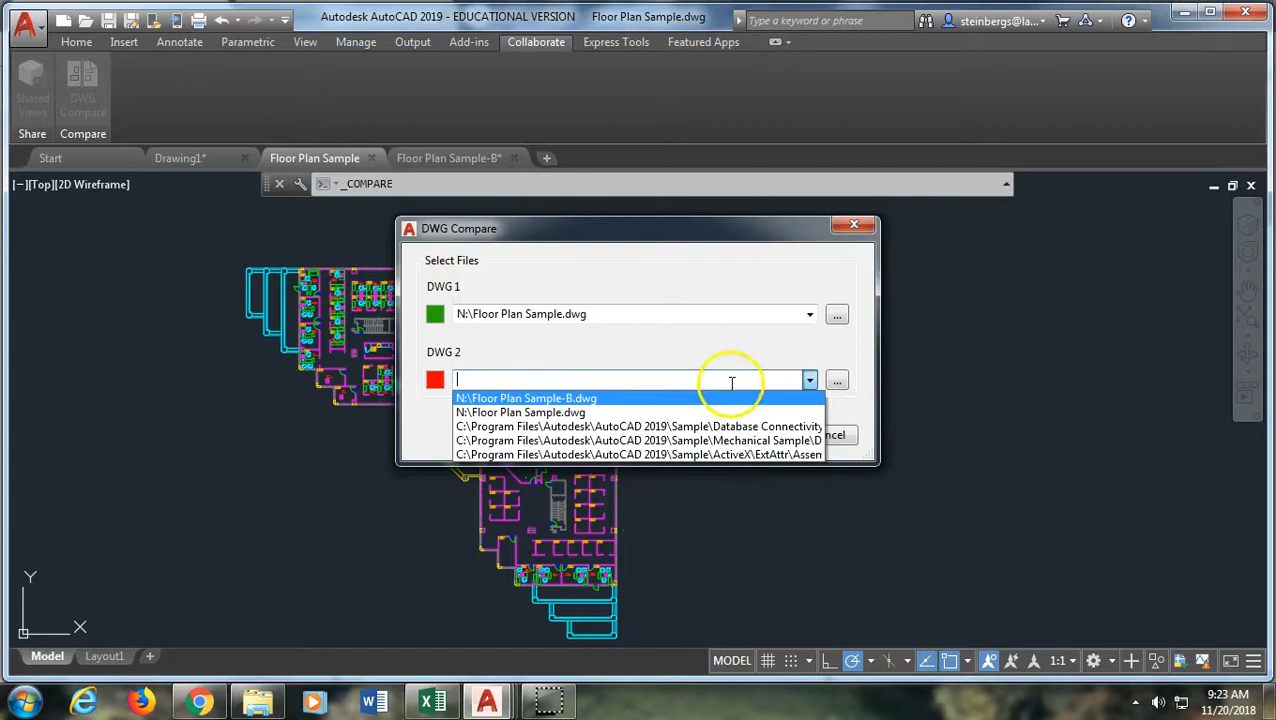 Autodesk AutoCAD 2019 - EDUCATIONAL VERSION Floor Plan Sample.dwg
Type a keyword or phrase
steinbergs@la...
Home Insert Annotate Parametric View Manage Output Add-ins Collaborate Express Tools Featured Apps
Shared Views
DWG Compare
Share Compare
Start Drawing1* Floor Plan Sample Floor Plan Sample-B*
[−][Top][2D Wireframe]
_COMPARE
DWG Compare
Select Files
DWG 1
N:\Floor Plan Sample.dwg
...
DWG 2
...
N:\Floor Plan Sample-B.dwg
N:\Floor Plan Sample.dwg
C:\Program Files\Autodesk\AutoCAD 2019\Sample\Database Connectivity
C:\Program Files\Autodesk\AutoCAD 2019\Sample\Mechanical Sample\D
C:\Program Files\Autodesk\AutoCAD 2019\Sample\ActiveX\ExtAttr\Assem
ncel
Y
X
Model Layout1
MODEL 1:1
9:23 AM
11/20/2018